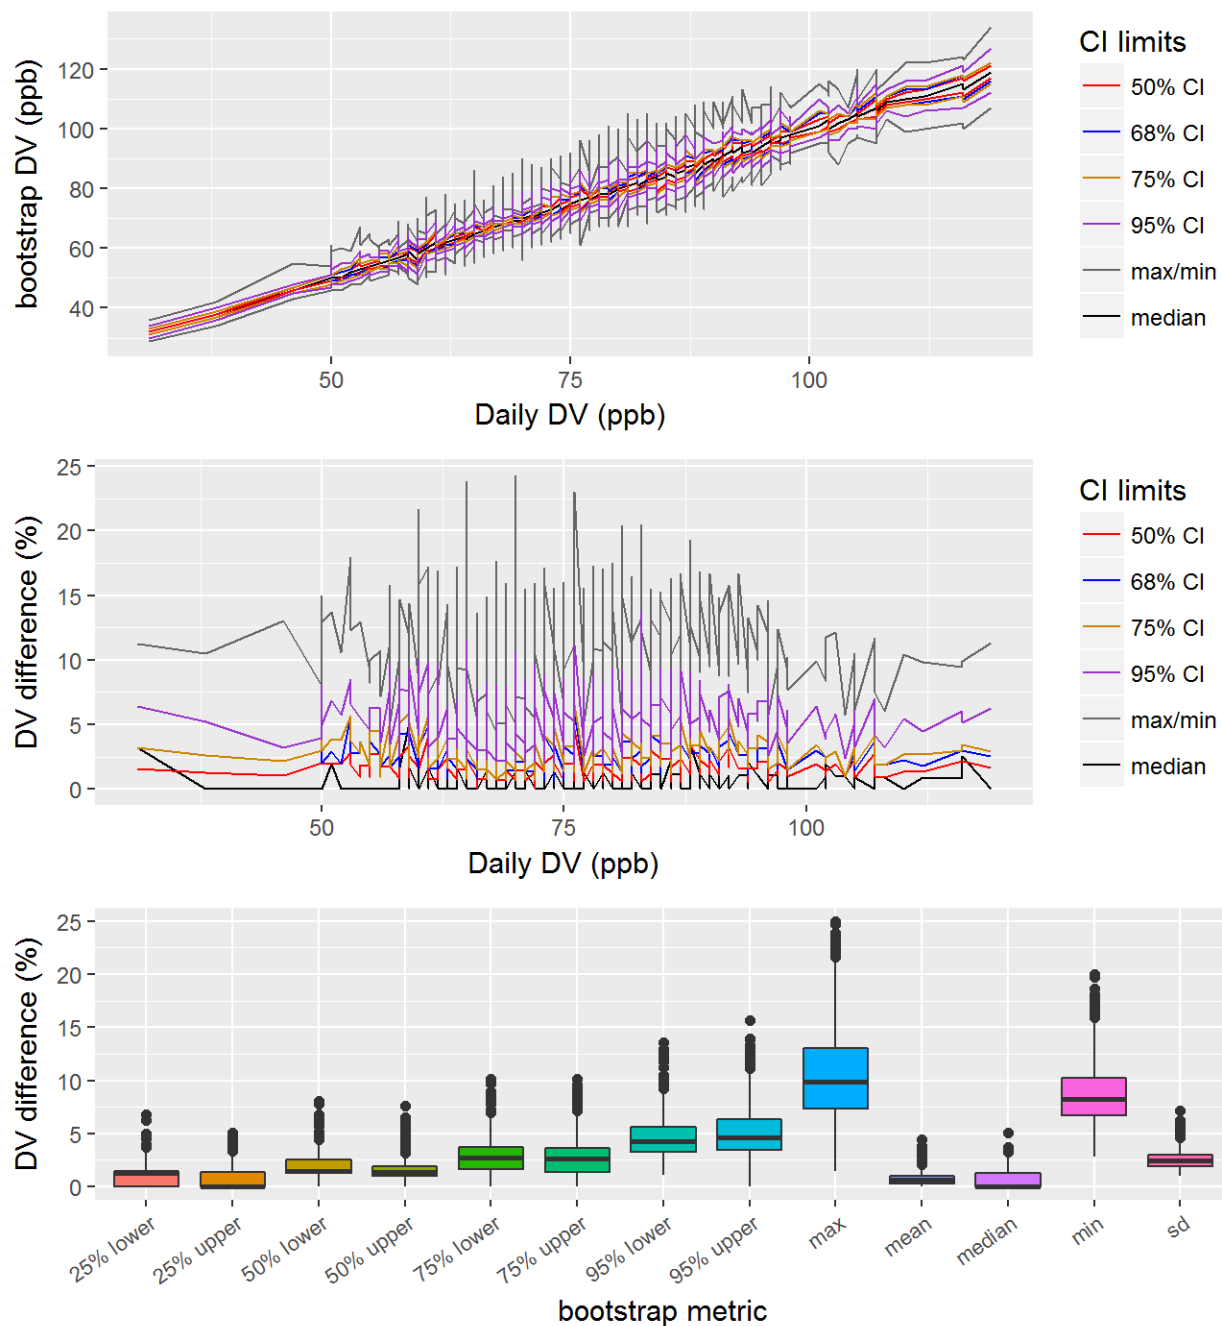 bootstrap DV (ppb)
120
100
80
60
40
50
75
100
Daily DV (ppb)
CI limits
50% CI
68% CI
75% CI
95% CI
max/min
median
DV difference (%)
25
20
15
10
5
0
50
75
100
Daily DV (ppb)
CI limits
50% CI
68% CI
75% CI
95% CI
max/min
median
DV difference (%)
25
20
15
10
5
0
25% lower
25% upper
50% lower
50% upper
75% lower
75% upper
95% lower
95% upper
max
mean
median
min
sd
bootstrap metric